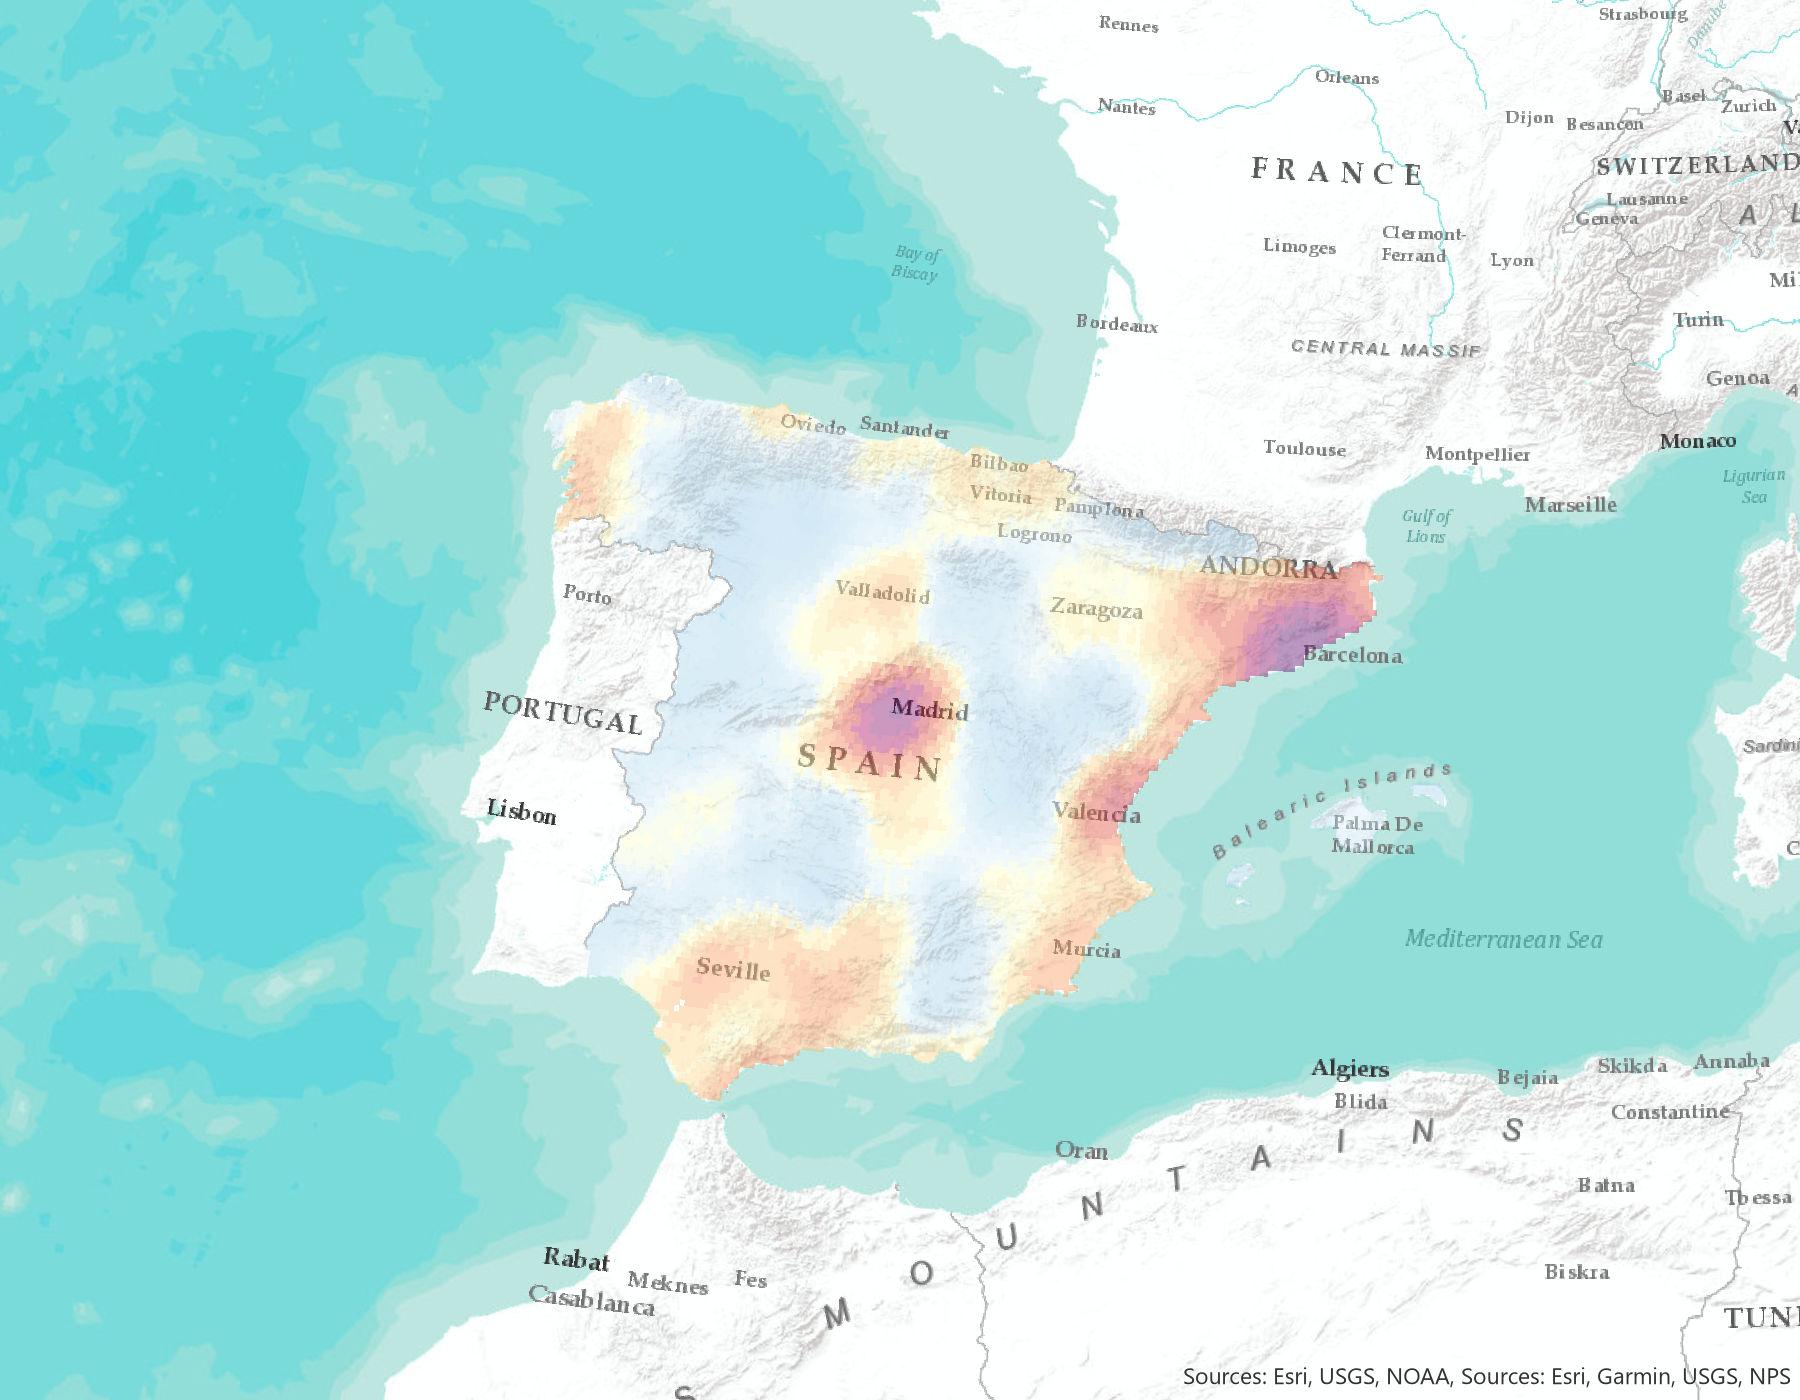 Strasbourg
Danube
Rennes
Orleans
Nantes
Basel
Zurich
Dijon
Besancon
Va
FRANCE
SWITZERLAND
Lausanne
Geneva
A L
Limoges
Clermont-
Ferrand
Lyon
Bay of
Biscay
Mil
Turin
Bordeaux
CENTRAL MASSIF
Genoa
A
Oviedo
Santander
Toulouse
Montpellier
Monaco
Bilbao
Vitoria
Pamplona
Logrono
Marseille
Ligurian
Sea
Gulf of
Lions
ANDORRA
Porto
Valladolid
Zaragoza
Barcelona
PORTUGAL
Madrid
SPAIN
Sardini
Lisbon
Valencia
Balearic Islands
Palma De
Mallorca
C
Mediterranean Sea
Murcia
Seville
Algiers
Blida
Bejaia
Skikda
Annaba
Constantine
Oran
Batna
Tbessa
MOUNTAINS
Rabat
Meknes
Fes
Casablanca
Biskra
TUNI
S
Sources: Esri, USGS, NOAA, Sources: Esri, Garmin, USGS, NPS